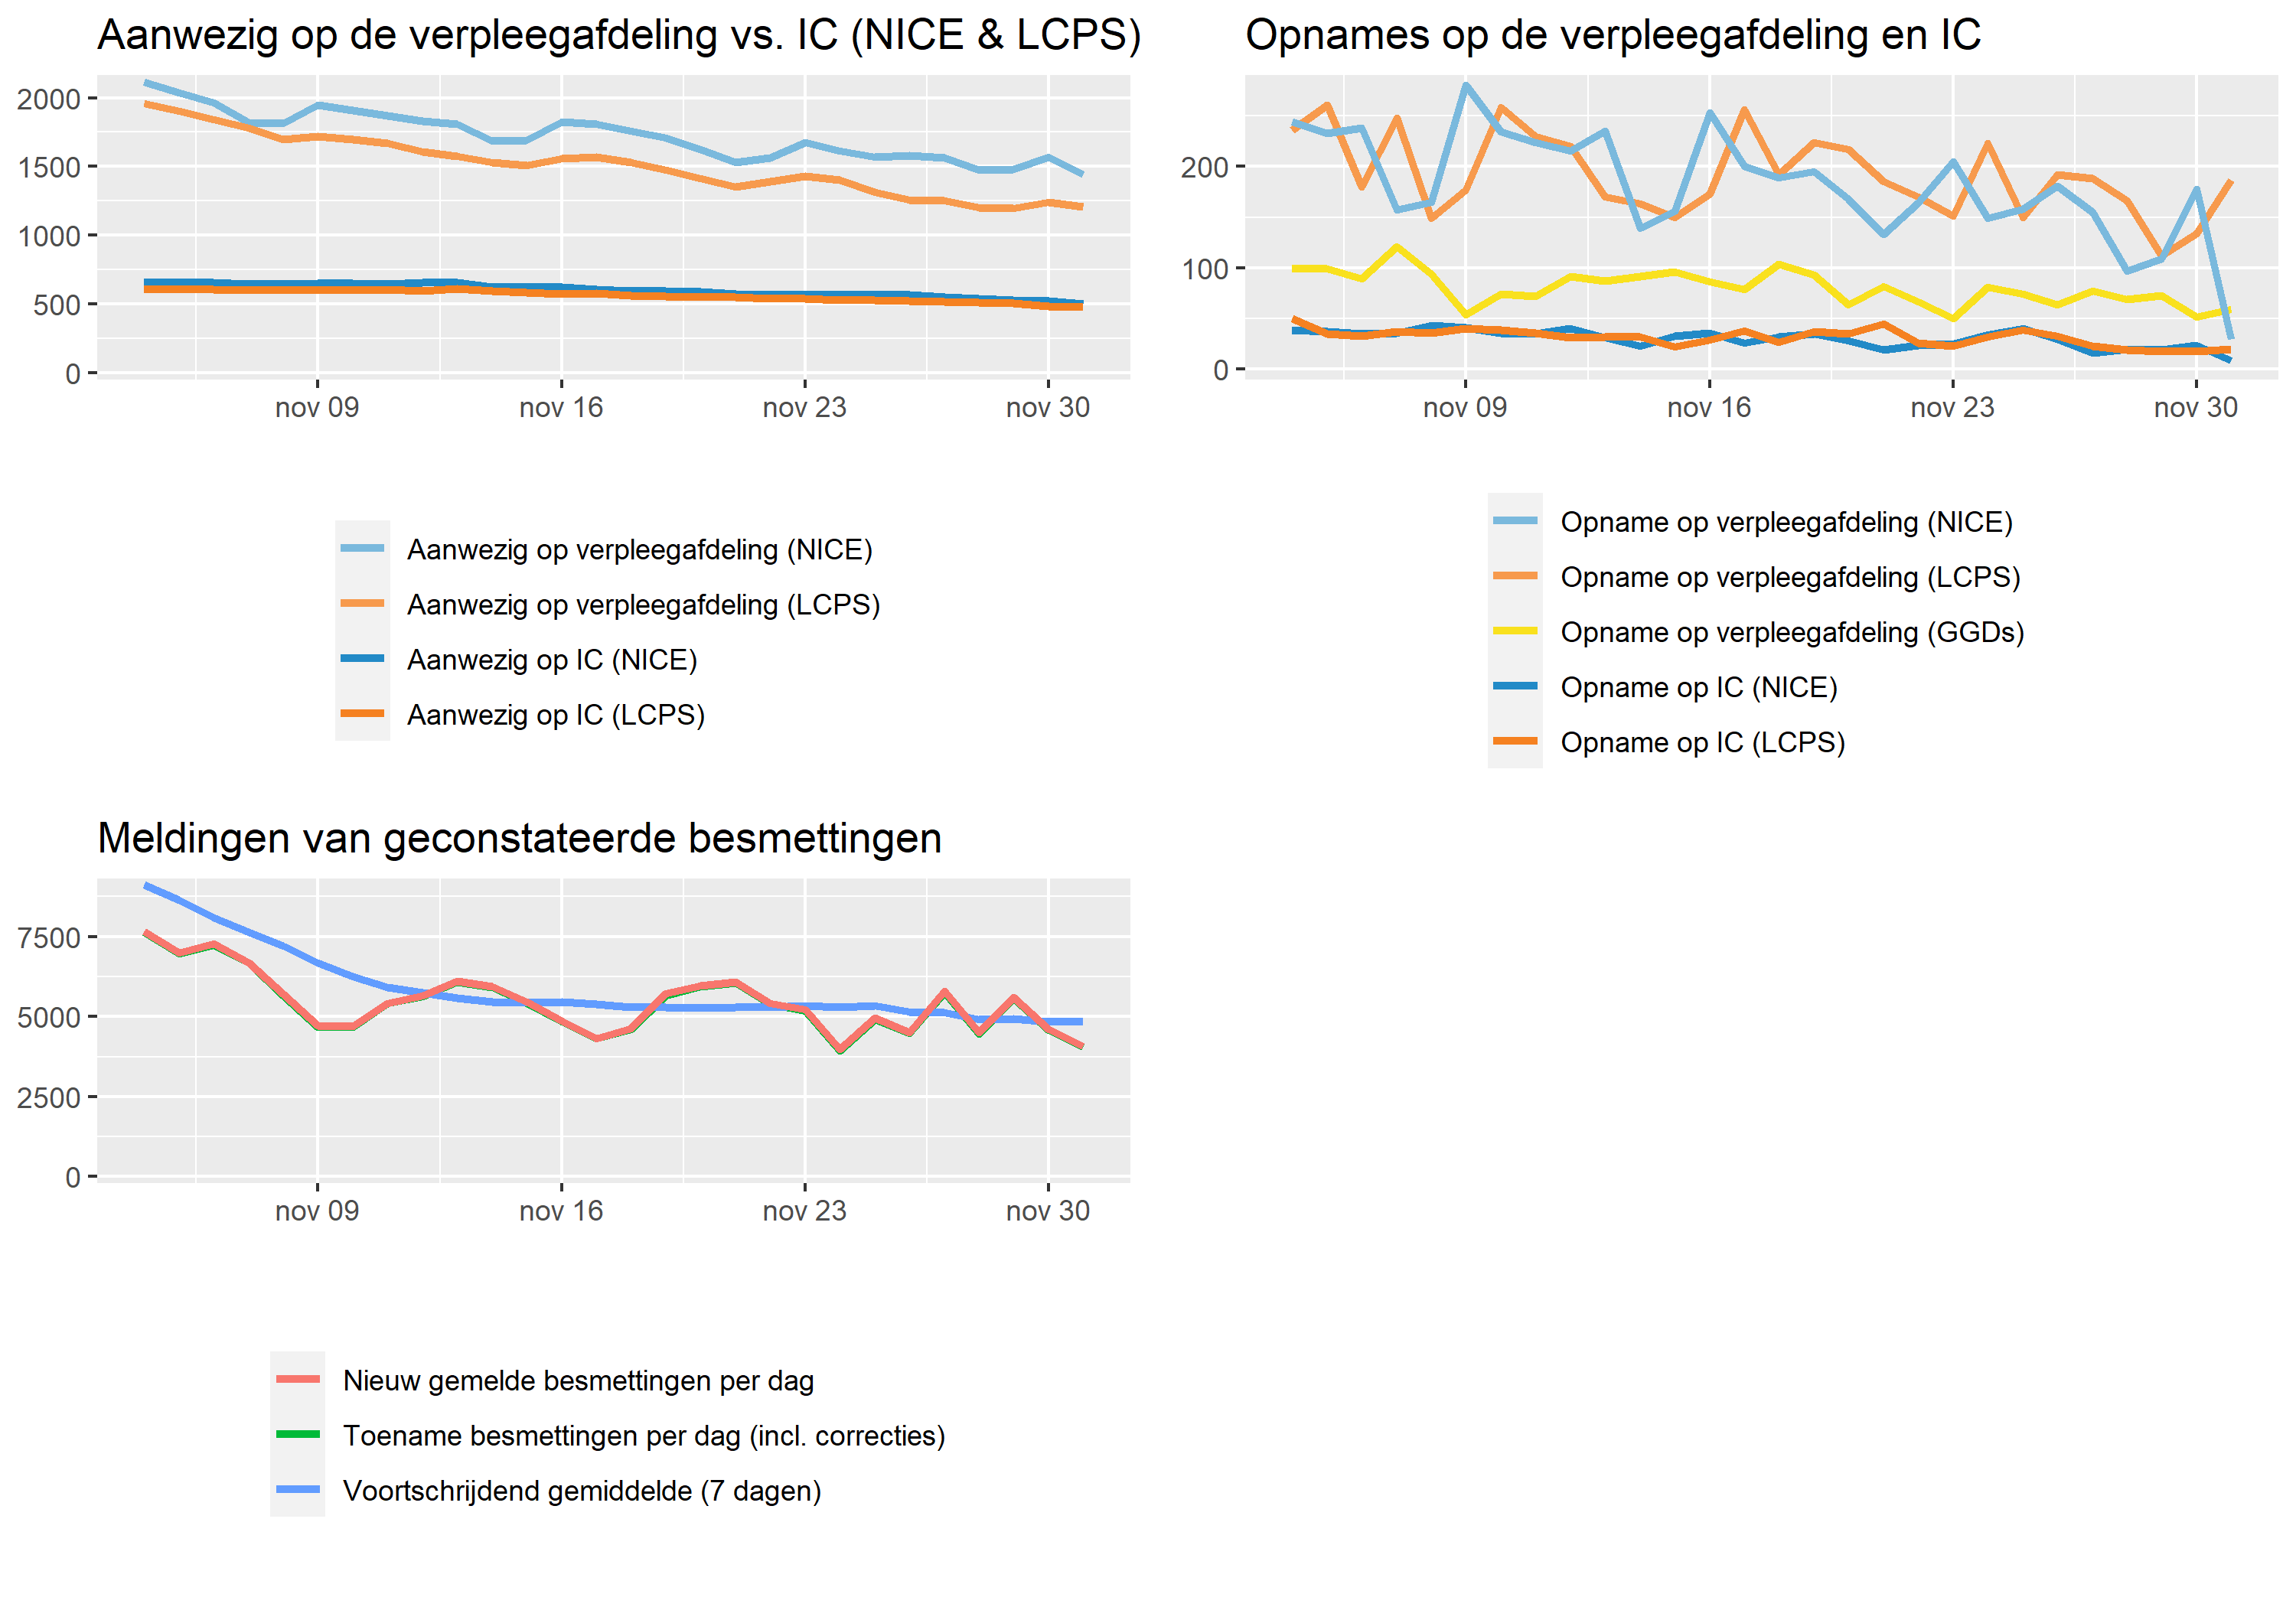 Aanwezig op de verpleegafdeling vs. IC (NICE & LCPS)
2000
1500
1000
500
0
nov 09 nov 16 nov 23 nov 30
Aanwezig op verpleegafdeling (NICE)
Aanwezig op verpleegafdeling (LCPS)
Aanwezig op IC (NICE)
Aanwezig op IC (LCPS)
Opnames op de verpleegafdeling en IC
200
100
0
nov 09 nov 16 nov 23 nov 30
Opname op verpleegafdeling (NICE)
Opname op verpleegafdeling (LCPS)
Opname op verpleegafdeling (GGDs)
Opname op IC (NICE)
Opname op IC (LCPS)
Meldingen van geconstateerde besmettingen
7500
5000
2500
0
nov 09 nov 16 nov 23 nov 30
Nieuw gemelde besmettingen per dag
Toename besmettingen per dag (incl. correcties)
Voortschrijdend gemiddelde (7 dagen)